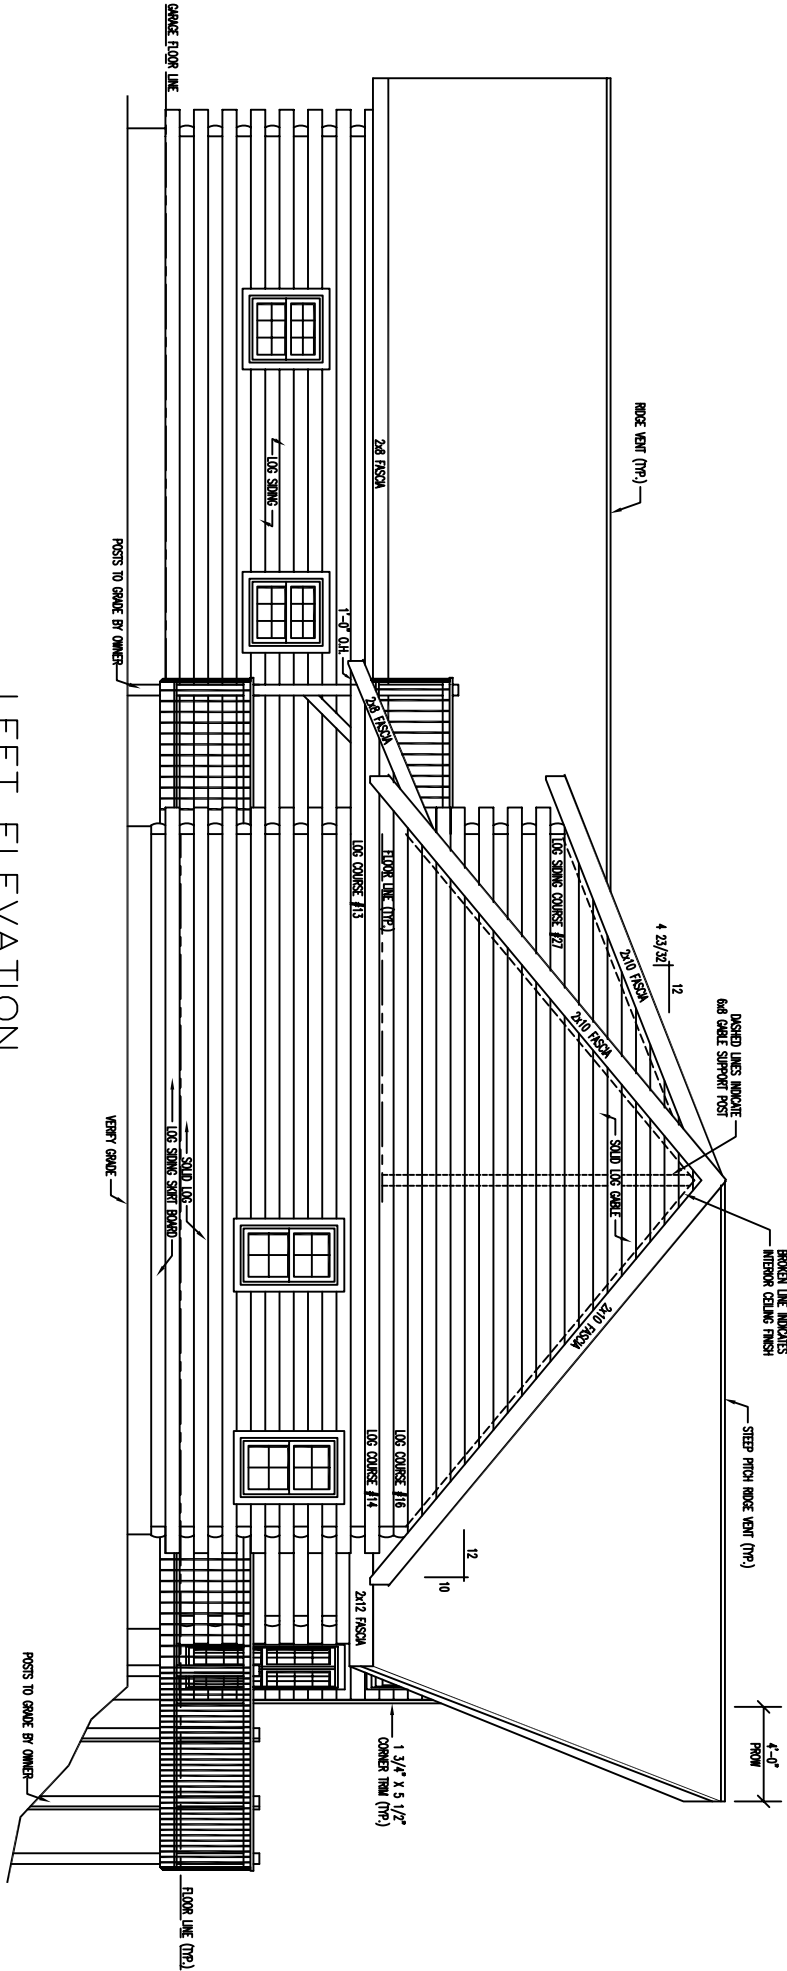 GARAGE FLOOR LINE
RIDGE VENT (TYP.)
2x8 FASCIA
LOG SIDING
POSTS TO GRADE BY OWNER
1'-0" O.H.
2x8 FASCIA
LOG COURSE #13
FLOOR LINE (TYP.)
LOG SIDING COURSE #27
4 23/32
12
2x10 FASCIA
2x10 FASCIA
DASHED LINES INDICATE
6x8 GABLE SUPPORT POST
SOLID LOG GABLE
BROKEN LINE INDICATES
INTERIOR CEILING FINISH
2x10 FASCIA
STEEP PITCH RIDGE VENT (TYP.)
SOLID LOG
LOG SIDING SKIRT BOARD
VERIFY GRADE
LOG COURSE #16
LOG COURSE #14
12
10
2x12 FASCIA
4'-0"
PROW
1 3/4" X 5 1/2"
CORNER TRIM (TYP.)
POSTS TO GRADE BY OWNER
FLOOR LINE (TYP.)
LEFT ELEVATION